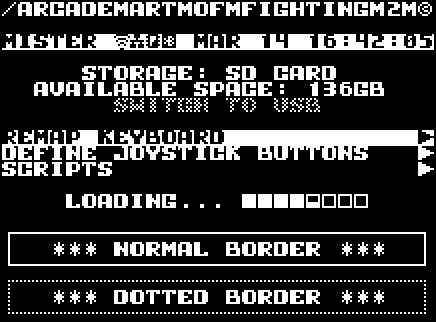 /ARCADEMARTMOFMFIGHTINGMZM©
MISTER MAR 14 16:42:05
STORAGE: SD CARD
AVAILABLE SPACE: 136GB
SWITCH TO USB
REMAP KEYBOARD
DEFINE JOYSTICK BUTTONS
SCRIPTS
LOADING...
*** NORMAL BORDER ***
*** DOTTED BORDER ***